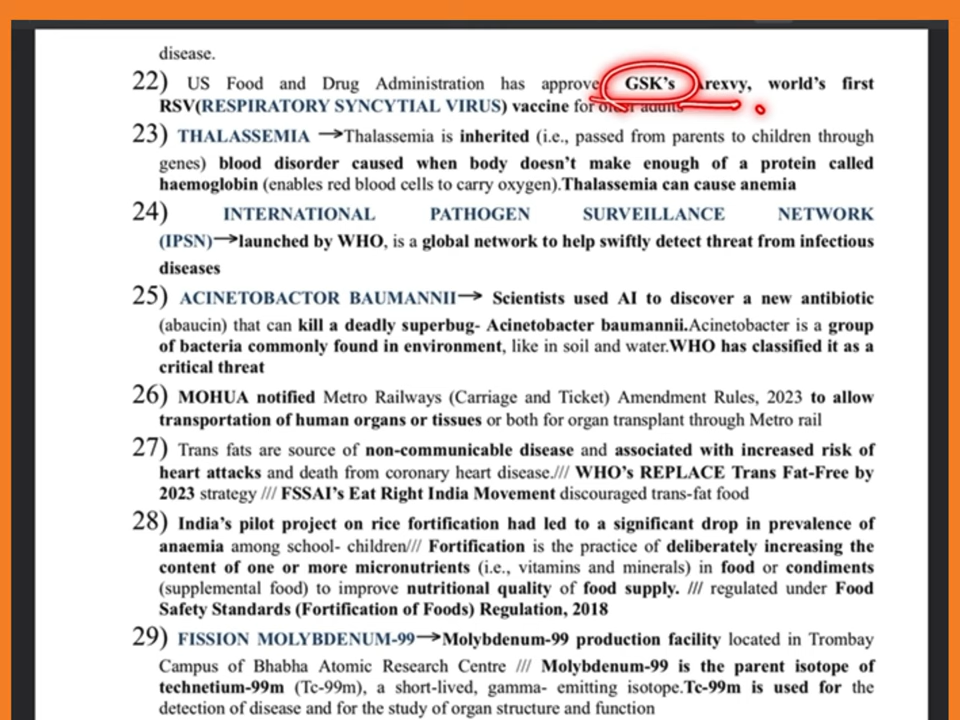 disease.
22) US Food and Drug Administration has approve GSK's Arexvy, world's first
RSV(RESPIRATORY SYNCYTIAL VIRUS) vaccine for older adults
23) THALASSEMIA →Thalassemia is inherited (i.e., passed from parents to children through
genes) blood disorder caused when body doesn't make enough of a protein called
haemoglobin (enables red blood cells to carry oxygen).Thalassemia can cause anemia
24) INTERNATIONAL PATHOGEN SURVEILLANCE NETWORK
(IPSN)→launched by WHO, is a global network to help swiftly detect threat from infectious
diseases
25) ACINETOBACTOR BAUMANNII→ Scientists used AI to discover a new antibiotic
(abaucin) that can kill a deadly superbug- Acinetobacter baumannii.Acinetobacter is a group
of bacteria commonly found in environment, like in soil and water.WHO has classified it as a
critical threat
26) MOHUA notified Metro Railways (Carriage and Ticket) Amendment Rules, 2023 to allow
transportation of human organs or tissues or both for organ transplant through Metro rail
27) Trans fats are source of non-communicable disease and associated with increased risk of
heart attacks and death from coronary heart disease./// WHO's REPLACE Trans Fat-Free by
2023 strategy /// FSSAI's Eat Right India Movement discouraged trans-fat food
28) India's pilot project on rice fortification had led to a significant drop in prevalence of
anaemia among school- children/// Fortification is the practice of deliberately increasing the
content of one or more micronutrients (i.e., vitamins and minerals) in food or condiments
(supplemental food) to improve nutritional quality of food supply. /// regulated under Food
Safety Standards (Fortification of Foods) Regulation, 2018
29) FISSION MOLYBDENUM-99→Molybdenum-99 production facility located in Trombay
Campus of Bhabha Atomic Research Centre /// Molybdenum-99 is the parent isotope of
technetium-99m (Tc-99m), a short-lived, gamma- emitting isotope.Tc-99m is used for the
detection of disease and for the study of organ structure and function